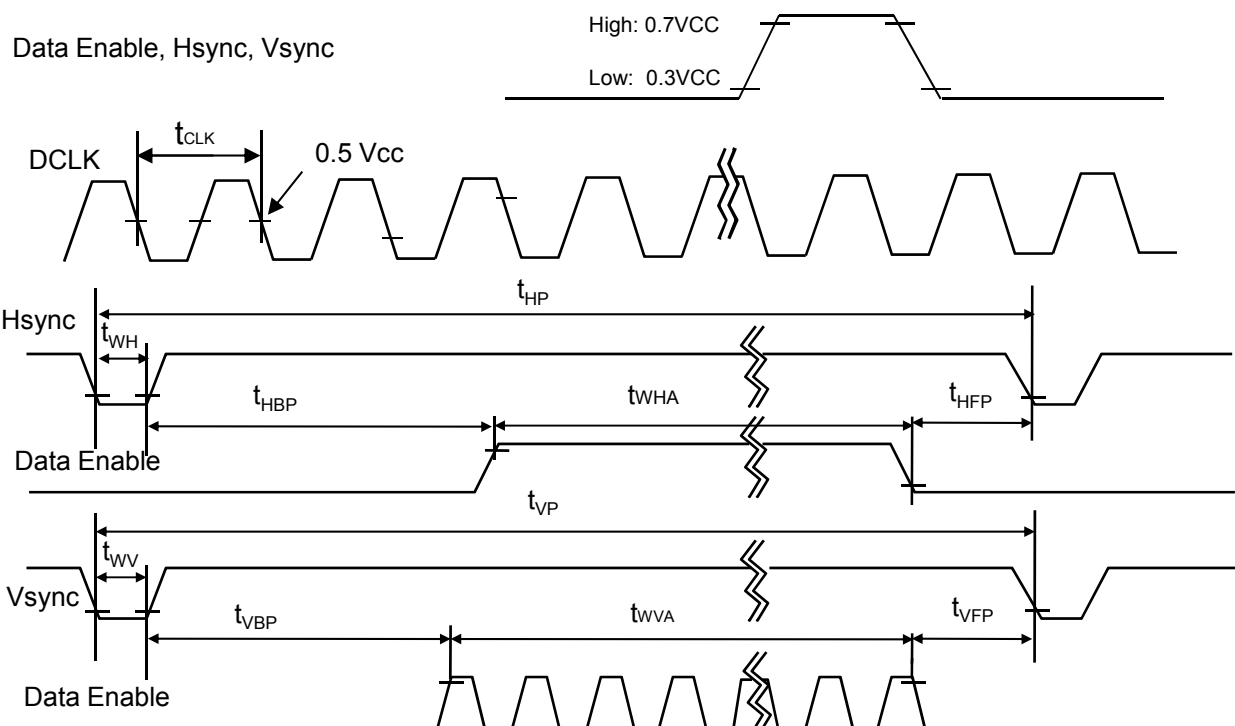 High: 0.7VCC
Data Enable, Hsync, Vsync
Low: 0.3VCC
tCLK
DCLK
0.5 Vcc
tHP
Hsync
tWH
tHBP
tWHA
tHFP
Data Enable
tVP
tWV
Vsync
tVBP
tWVA
tVFP
Data Enable